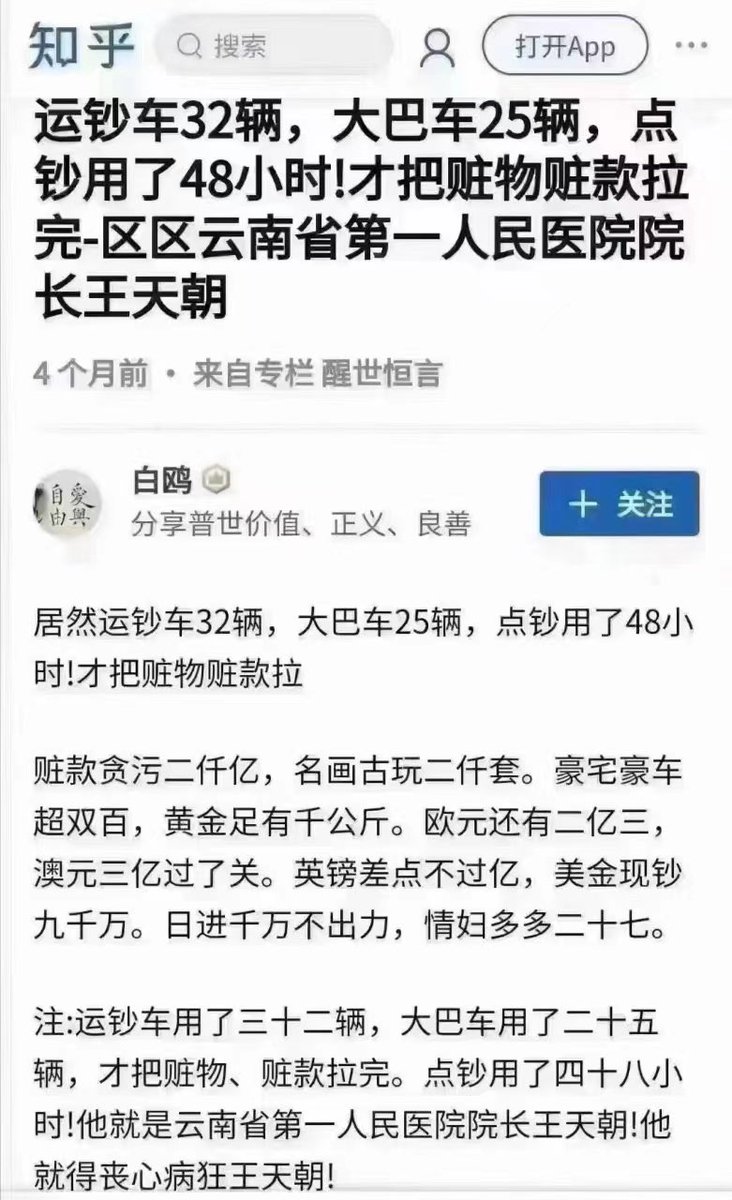 知乎 搜索 打开App
运钞车32辆，大巴车25辆，点
钞用了48小时!才把赃物赃款拉
完-区区云南省第一人民医院院
长王天朝
4 个月前 · 来自专栏 醒世恒言
自愛
由與
白鸥
分享普世价值、正义、良善
+ 关注
居然运钞车32辆，大巴车25辆，点钞用了48小
时!才把赃物赃款拉
赃款贪污二仟亿，名画古玩二仟套。豪宅豪车
超双百，黄金足有千公斤。欧元还有二亿三，
澳元三亿过了关。英镑差点不过亿，美金现钞
九千万。日进千万不出力，情妇多多二十七。
注:运钞车用了三十二辆，大巴车用了二十五
辆，才把赃物、赃款拉完。点钞用了四十八小
时!他就是云南省第一人民医院院长王天朝!他
就得丧心病狂王天朝!